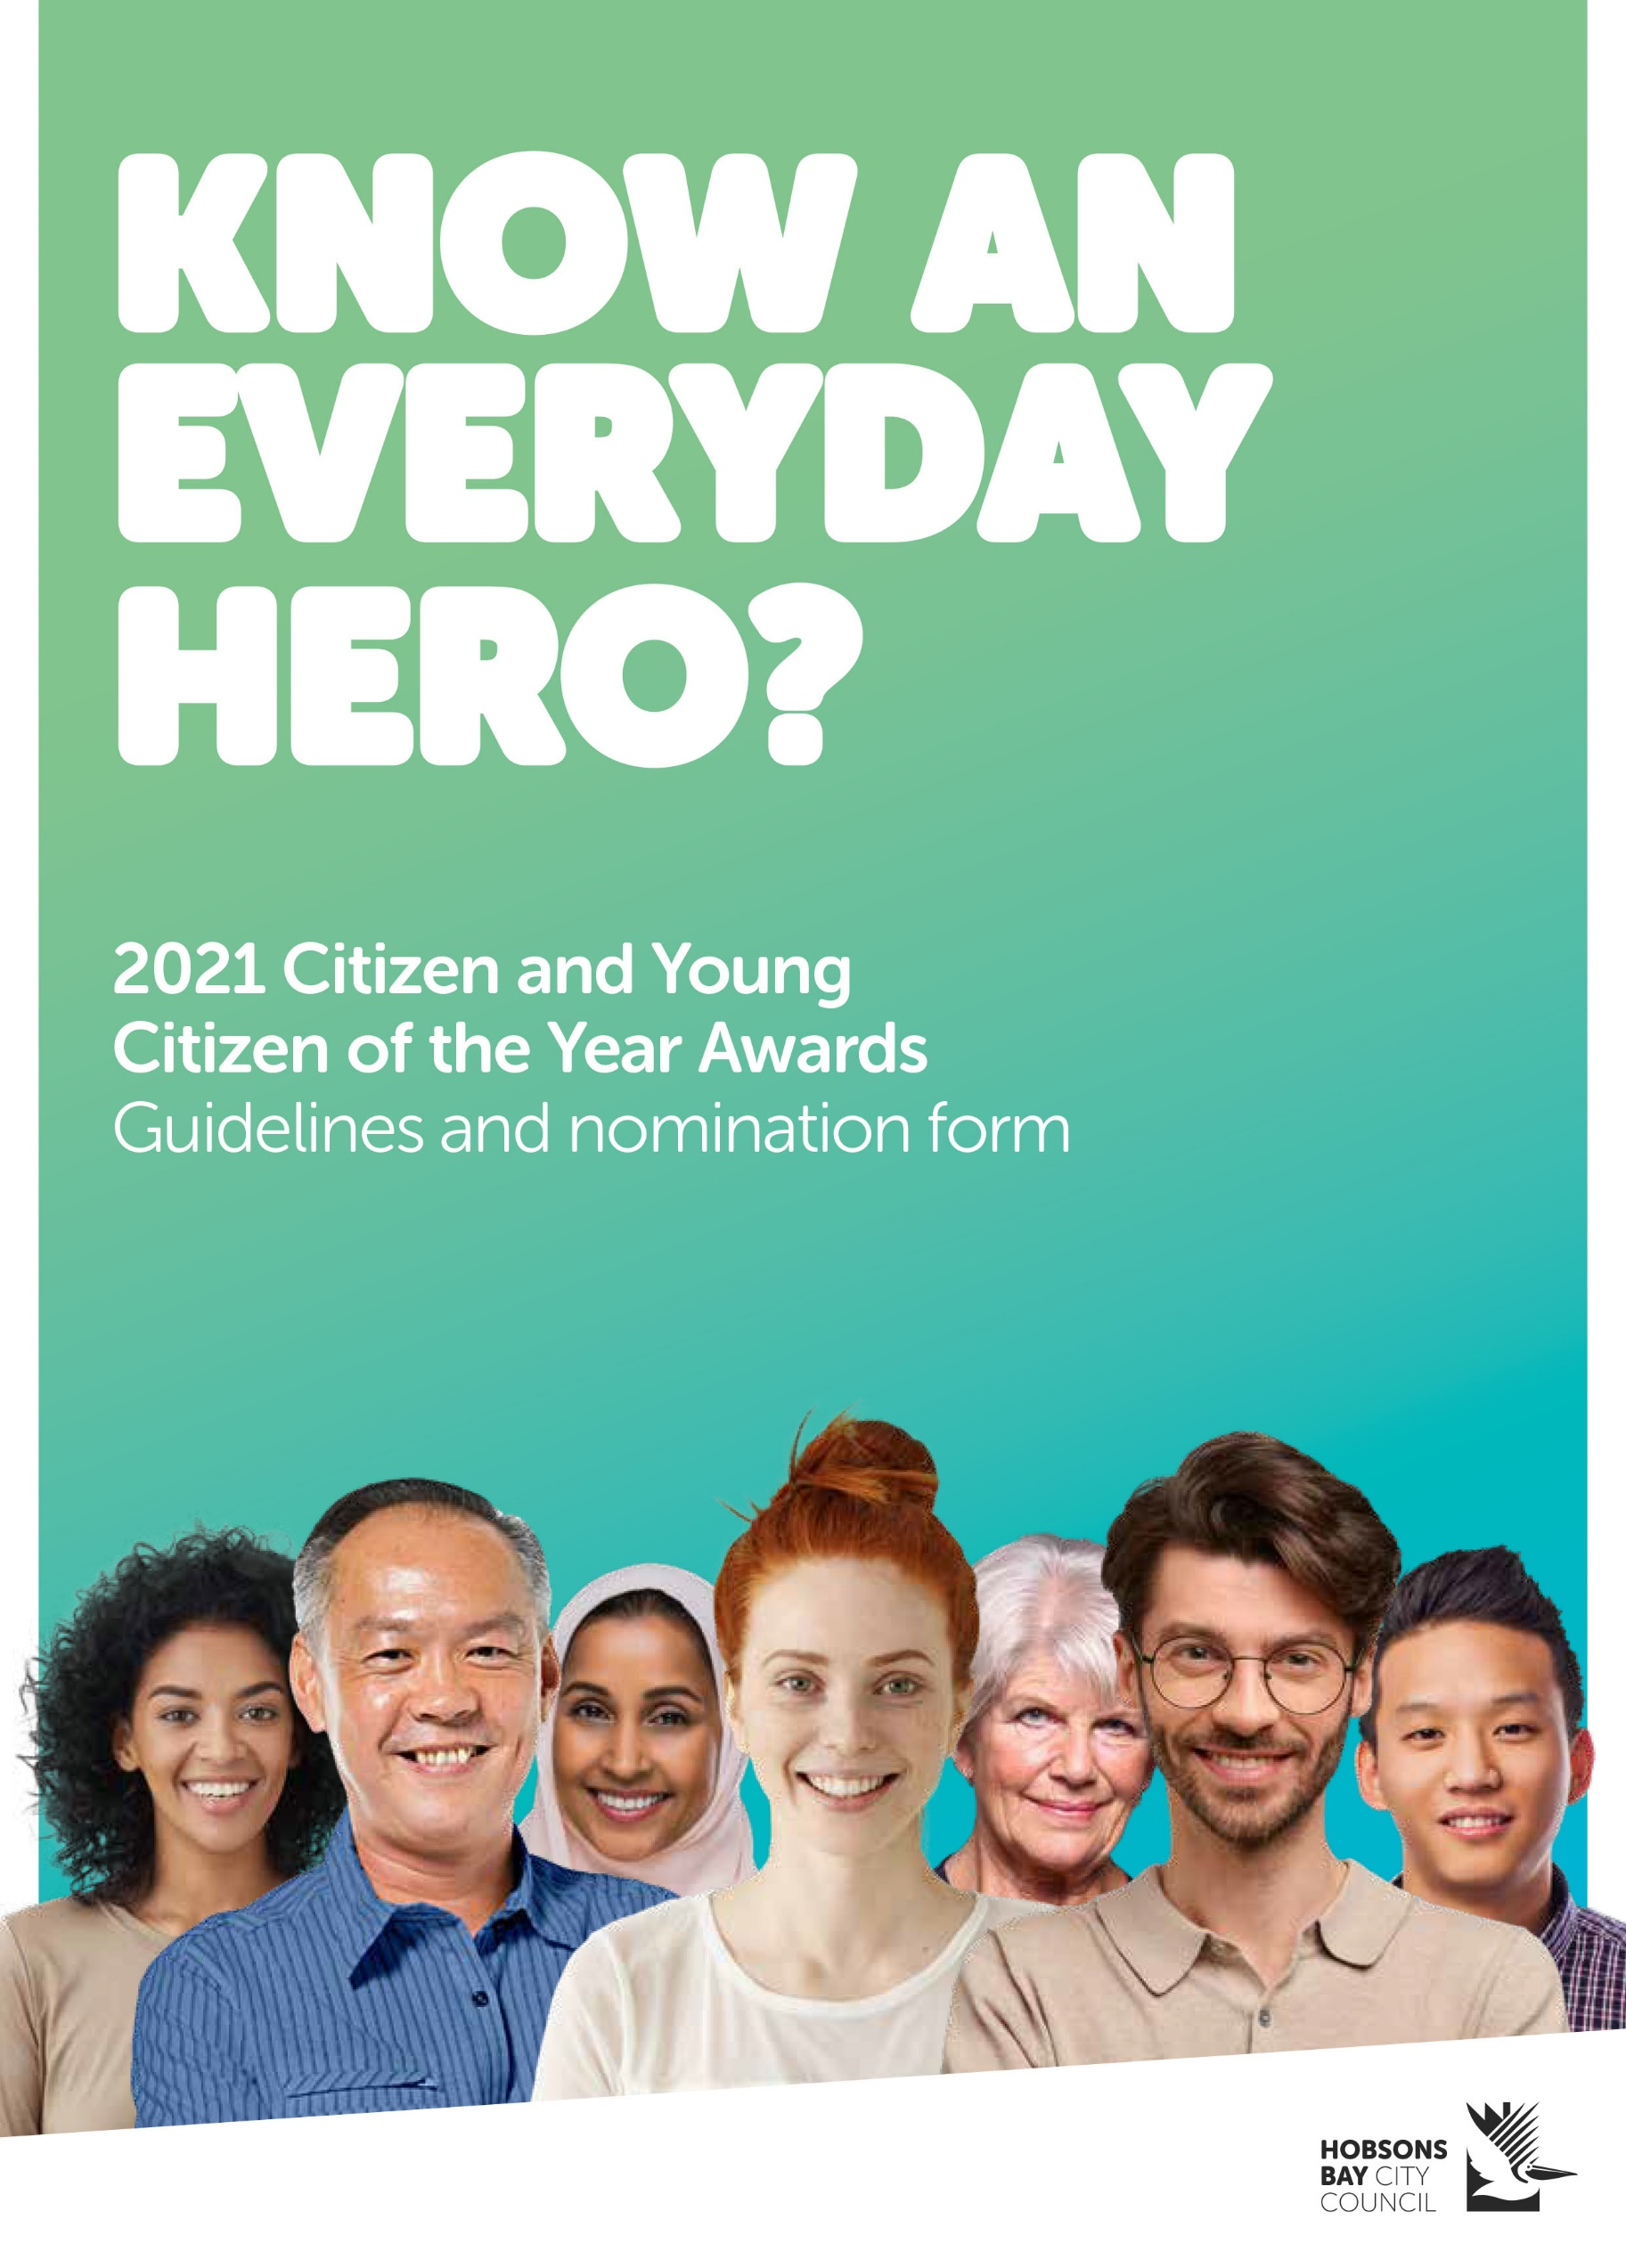 KNOW AN
EVERYDAY
HERO?
2021 Citizen and Young
Citizen of the Year Awards
Guidelines and nomination form
HOBSONS
BAY CITY
COUNCIL